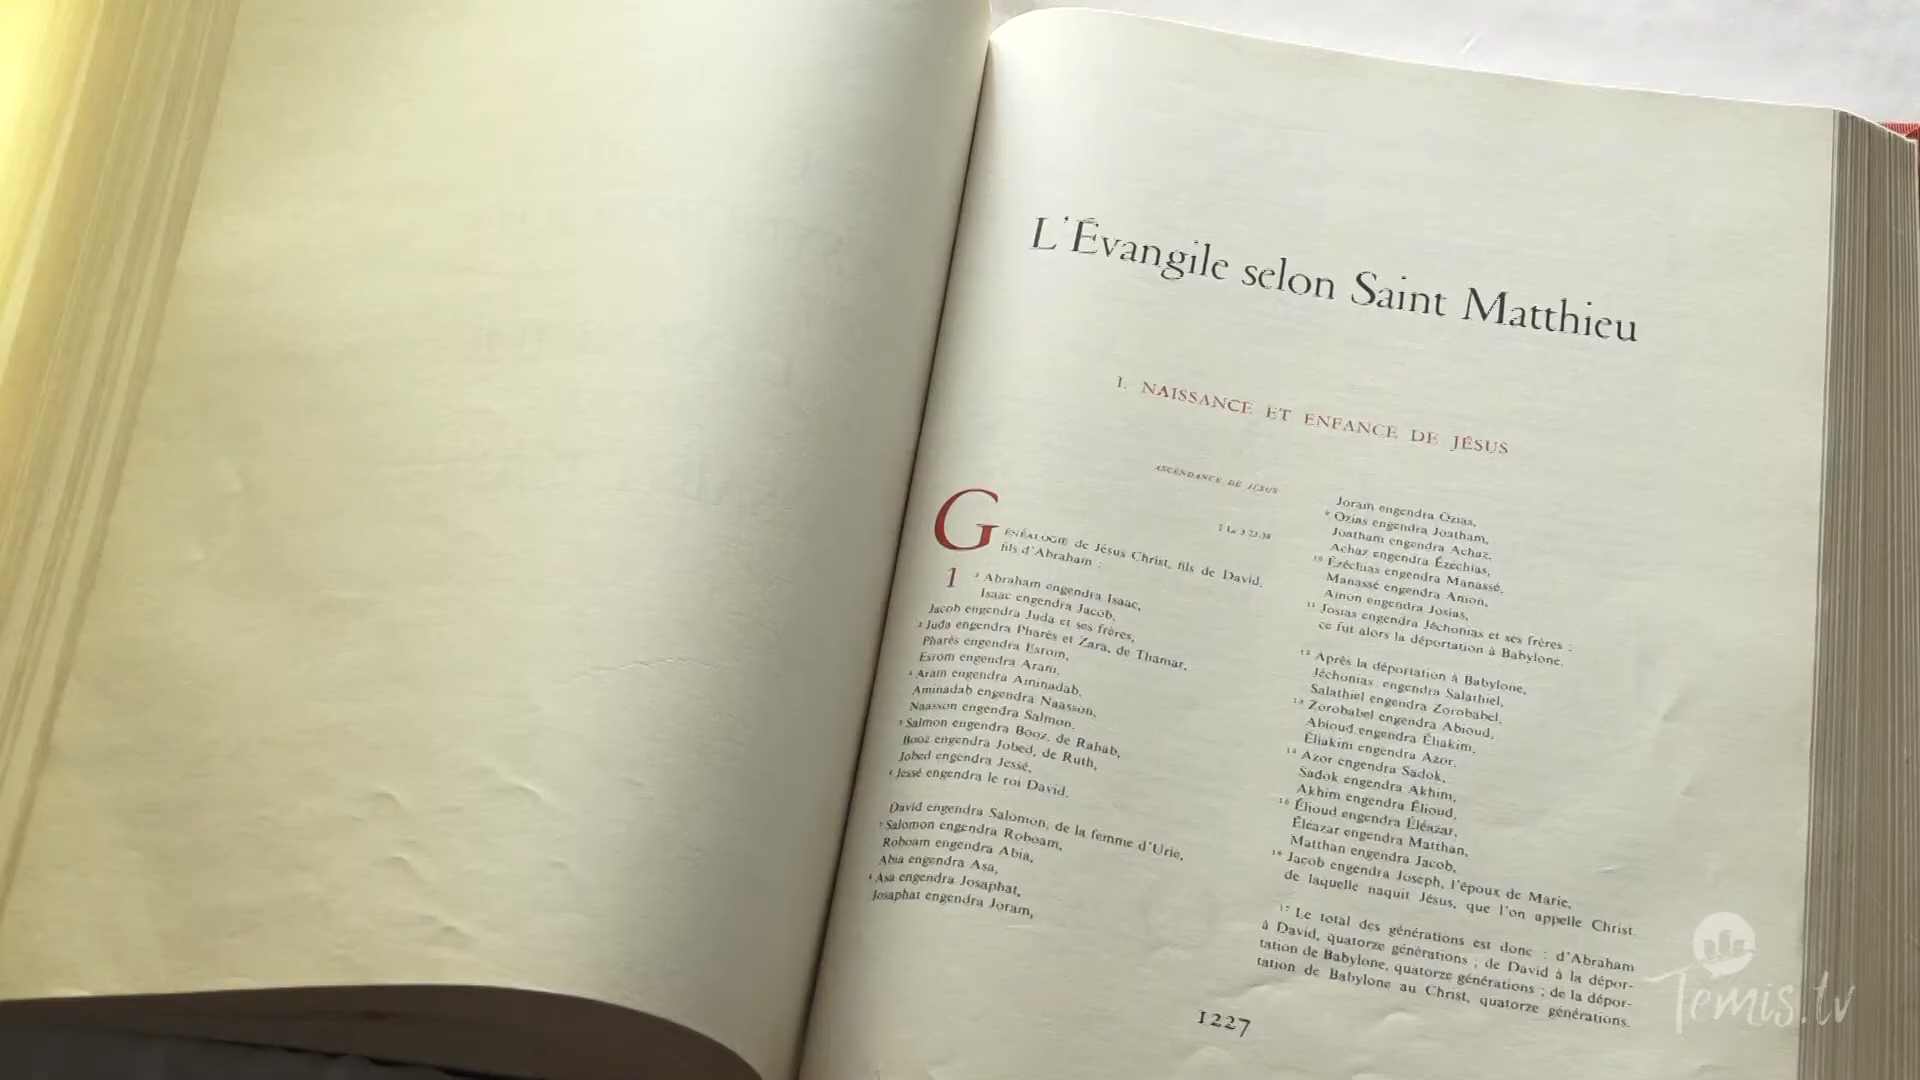 L'Évangile selon Saint Matthieu
I. NAISSANCE ET ENFANCE DE JÉSUS
ASCENDANCE DE JÉSUS
|| Lc 3 23-38
GÉNÉALOGIE de Jésus Christ, fils de David,
fils d'Abraham :
1 ² Abraham engendra Isaac,
Isaac engendra Jacob,
Jacob engendra Juda et ses frères,
³ Juda engendra Pharès et Zara, de Thamar,
Pharès engendra Esrom,
Esrom engendra Aram,
⁴ Aram engendra Aminadab,
Aminadab engendra Naasson,
Naasson engendra Salmon,
⁵ Salmon engendra Booz, de Rahab,
Booz engendra Jobed, de Ruth,
Jobed engendra Jessé,
⁶ Jessé engendra le roi David.
David engendra Salomon, de la femme d'Urie,
⁷ Salomon engendra Roboam,
Roboam engendra Abia,
Abia engendra Asa,
⁸ Asa engendra Josaphat,
Josaphat engendra Joram,
Joram engendra Ozias,
⁹ Ozias engendra Joatham,
Joatham engendra Achaz,
Achaz engendra Ézéchias,
¹⁰ Ézéchias engendra Manassé,
Manassé engendra Amon,
Amon engendra Josias,
¹¹ Josias engendra Jéchonias et ses frères :
ce fut alors la déportation à Babylone.
¹² Après la déportation à Babylone,
Jéchonias engendra Salathiel,
Salathiel engendra Zorobabel,
¹³ Zorobabel engendra Abioud,
Abioud engendra Éliakim,
Éliakim engendra Azor,
¹⁴ Azor engendra Sadok,
Sadok engendra Akhim,
Akhim engendra Élioud,
¹⁵ Élioud engendra Éléazar,
Éléazar engendra Matthan,
Matthan engendra Jacob,
¹⁶ Jacob engendra Joseph, l'époux de Marie,
de laquelle naquit Jésus, que l'on appelle Christ.
¹⁷ Le total des générations est donc : d'Abraham
à David, quatorze générations ; de David à la dépor-
tation de Babylone, quatorze générations ; de la dépor-
tation de Babylone au Christ, quatorze générations.
1227
Temis.tv